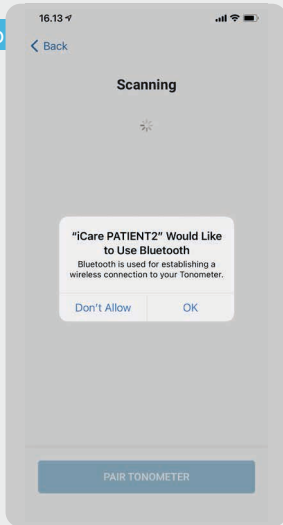 16.13
Back
Scanning
“iCare PATIENT2” Would Like
to Use Bluetooth
Bluetooth is used for establishing a
wireless connection to your Tonometer.
Don’t Allow
OK
PAIR TONOMETER